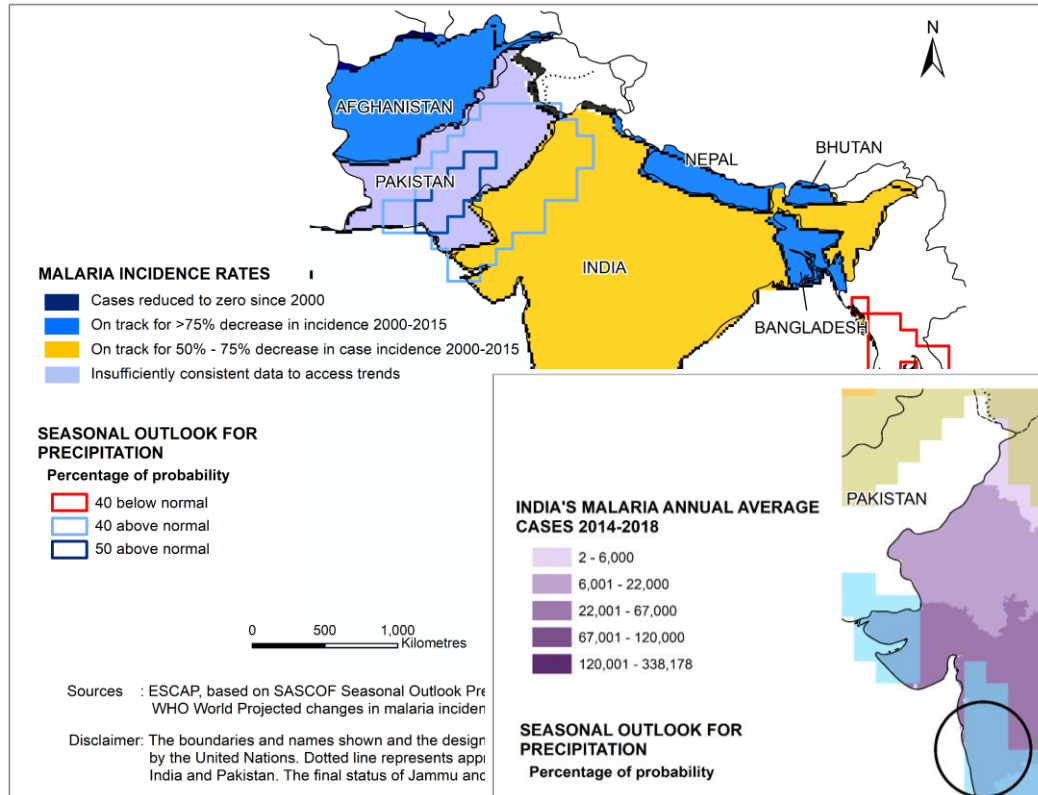 N
AFGHANISTAN
PAKISTAN
NEPAL
BHUTAN
INDIA
BANGLADESH
MALARIA INCIDENCE RATES
Cases reduced to zero since 2000
On track for >75% decrease in incidence 2000-2015
On track for 50% - 75% decrease in case incidence 2000-2015
Insufficiently consistent data to access trends
SEASONAL OUTLOOK FOR
PRECIPITATION
Percentage of probability
40 below normal
40 above normal
50 above normal
0 500 1,000
Kilometres
Sources : ESCAP, based on SASCOF Seasonal Outlook Pre
WHO World Projected changes in malaria inciden
Disclaimer: The boundaries and names shown and the design
by the United Nations. Dotted line represents appr
India and Pakistan. The final status of Jammu and
PAKISTAN
INDIA'S MALARIA ANNUAL AVERAGE
CASES 2014-2018
2 - 6,000
6,001 - 22,000
22,001 - 67,000
67,001 - 120,000
120,001 - 338,178
SEASONAL OUTLOOK FOR
PRECIPITATION
Percentage of probability